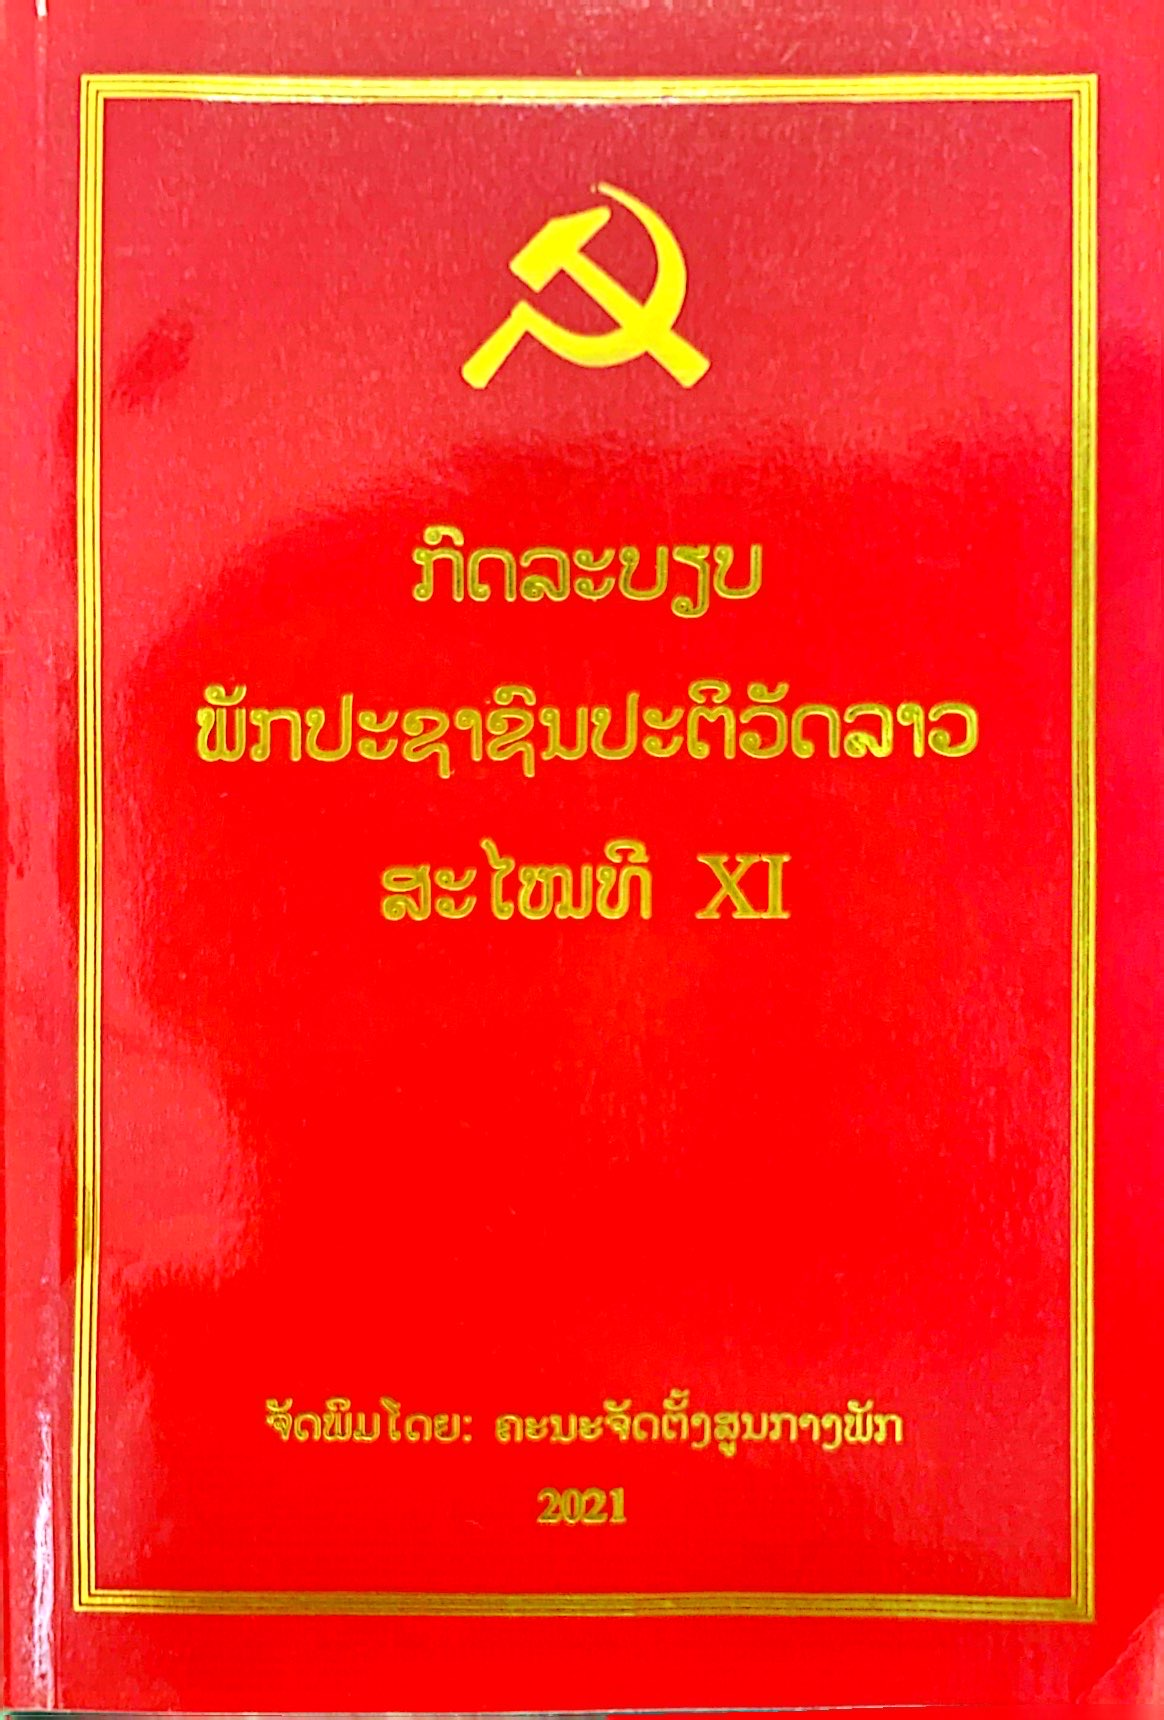 ກົດລະບຽບ
ພັກປະຊາຊົນປະຕິວັດລາວ
ສະໄໝທີ XI
ຈັດພິມໂດຍ: ຄະນະຈັດຕັ້ງສູນກາງພັກ
2021